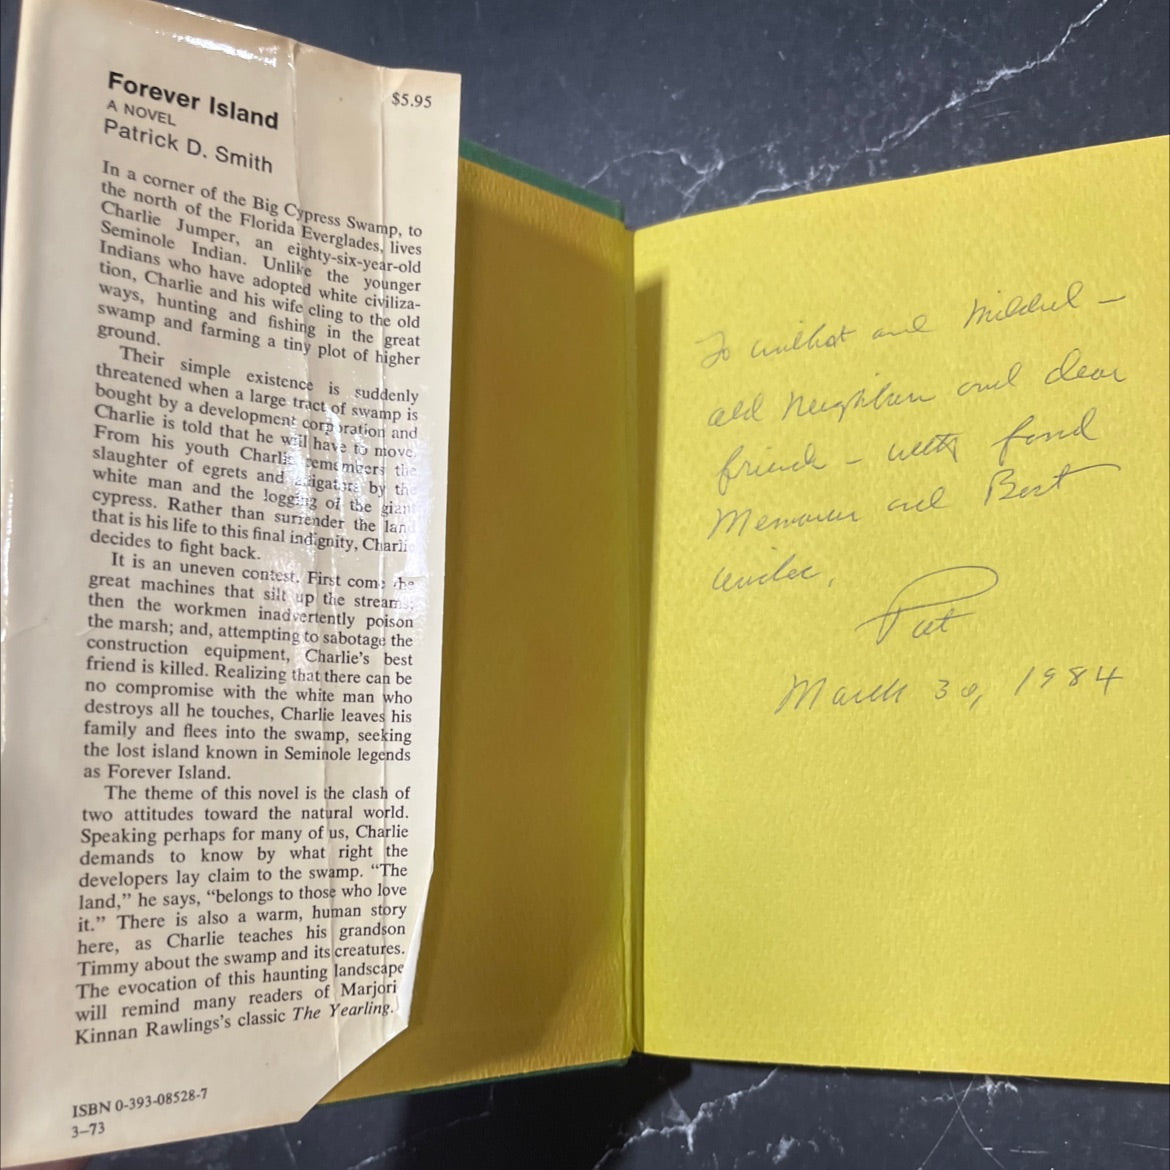 Forever Island
A NOVEL
Patrick D. Smith
$5.95
In a corner of the Big Cypress Swamp, to
the north of the Florida Everglades, lives
Charlie Jumper, an eighty-six-year-old
Seminole Indian. Unlike the younger
Indians who have adopted white civiliza-
tion, Charlie and his wife cling to the old
ways, hunting and fishing in the great
swamp and farming a tiny plot of higher
ground.
Their simple existence is suddenly
threatened when a large tract of swamp is
bought by a development corporation and
Charlie is told that he will have to move.
From his youth Charlie remembers the
slaughter of egrets and alligators by the
white man and the logging of the giant
cypress. Rather than surrender the land
that is his life to this final indignity, Charlie
decides to fight back.
It is an uneven contest. First come the
great machines that silt up the streams;
then the workmen inadvertently poison
the marsh; and, attempting to sabotage the
construction equipment, Charlie's best
friend is killed. Realizing that there can be
no compromise with the white man who
destroys all he touches, Charlie leaves his
family and flees into the swamp, seeking
the lost island known in Seminole legends
as Forever Island.
The theme of this novel is the clash of
two attitudes toward the natural world.
Speaking perhaps for many of us, Charlie
demands to know by what right the
developers lay claim to the swamp. “The
land,” he says, “belongs to those who love
it.” There is also a warm, human story
here, as Charlie teaches his grandson
Timmy about the swamp and its creatures.
The evocation of this haunting landscape
will remind many readers of Marjori
Kinnan Rawlings's classic The Yearling.
ISBN 0-393-08528-7
3–73
To and Mildred –
old neighbors and dear
friends – with fond
Memories and Best
wishes,
Pat
March 30, 1984